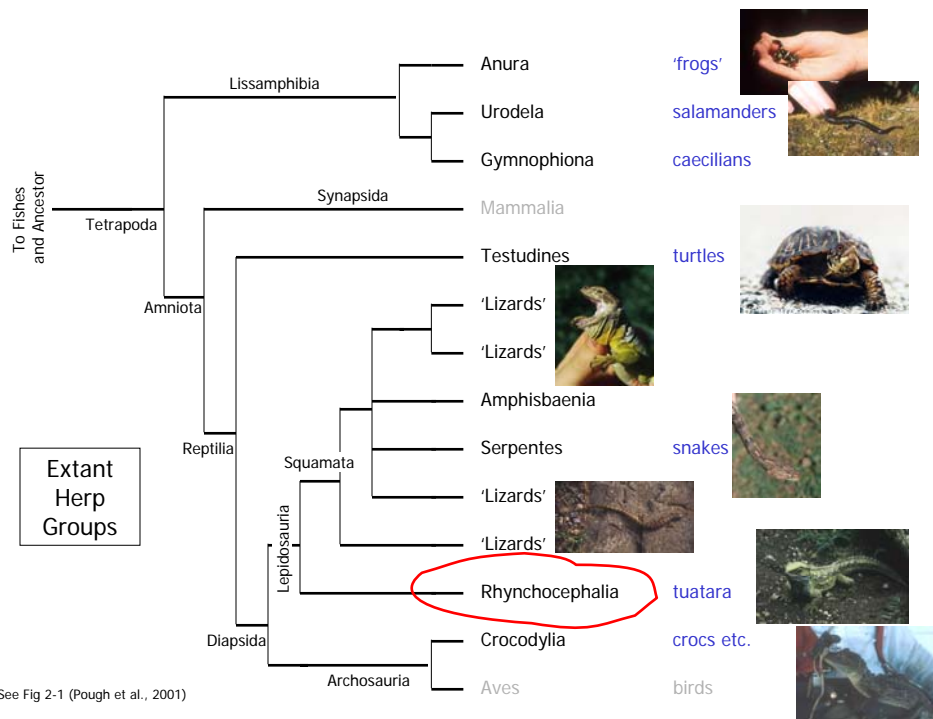 Anura 'frogs'
Lissamphibia
Urodela salamanders
Gymnophiona caecilians
To Fishes
and Ancestor
Synapsida
Mammalia
Tetrapoda
Testudines turtles
'Lizards'
Amniota
'Lizards'
Amphisbaenia
Reptilia
Serpentes snakes
Squamata
Extant
Herp
Groups
'Lizards'
'Lizards'
Lepidosauria
Rhynchocephalia tuatara
Diapsida
Crocodylia crocs etc.
Archosauria
Aves birds
See Fig 2-1 (Pough et al., 2001)